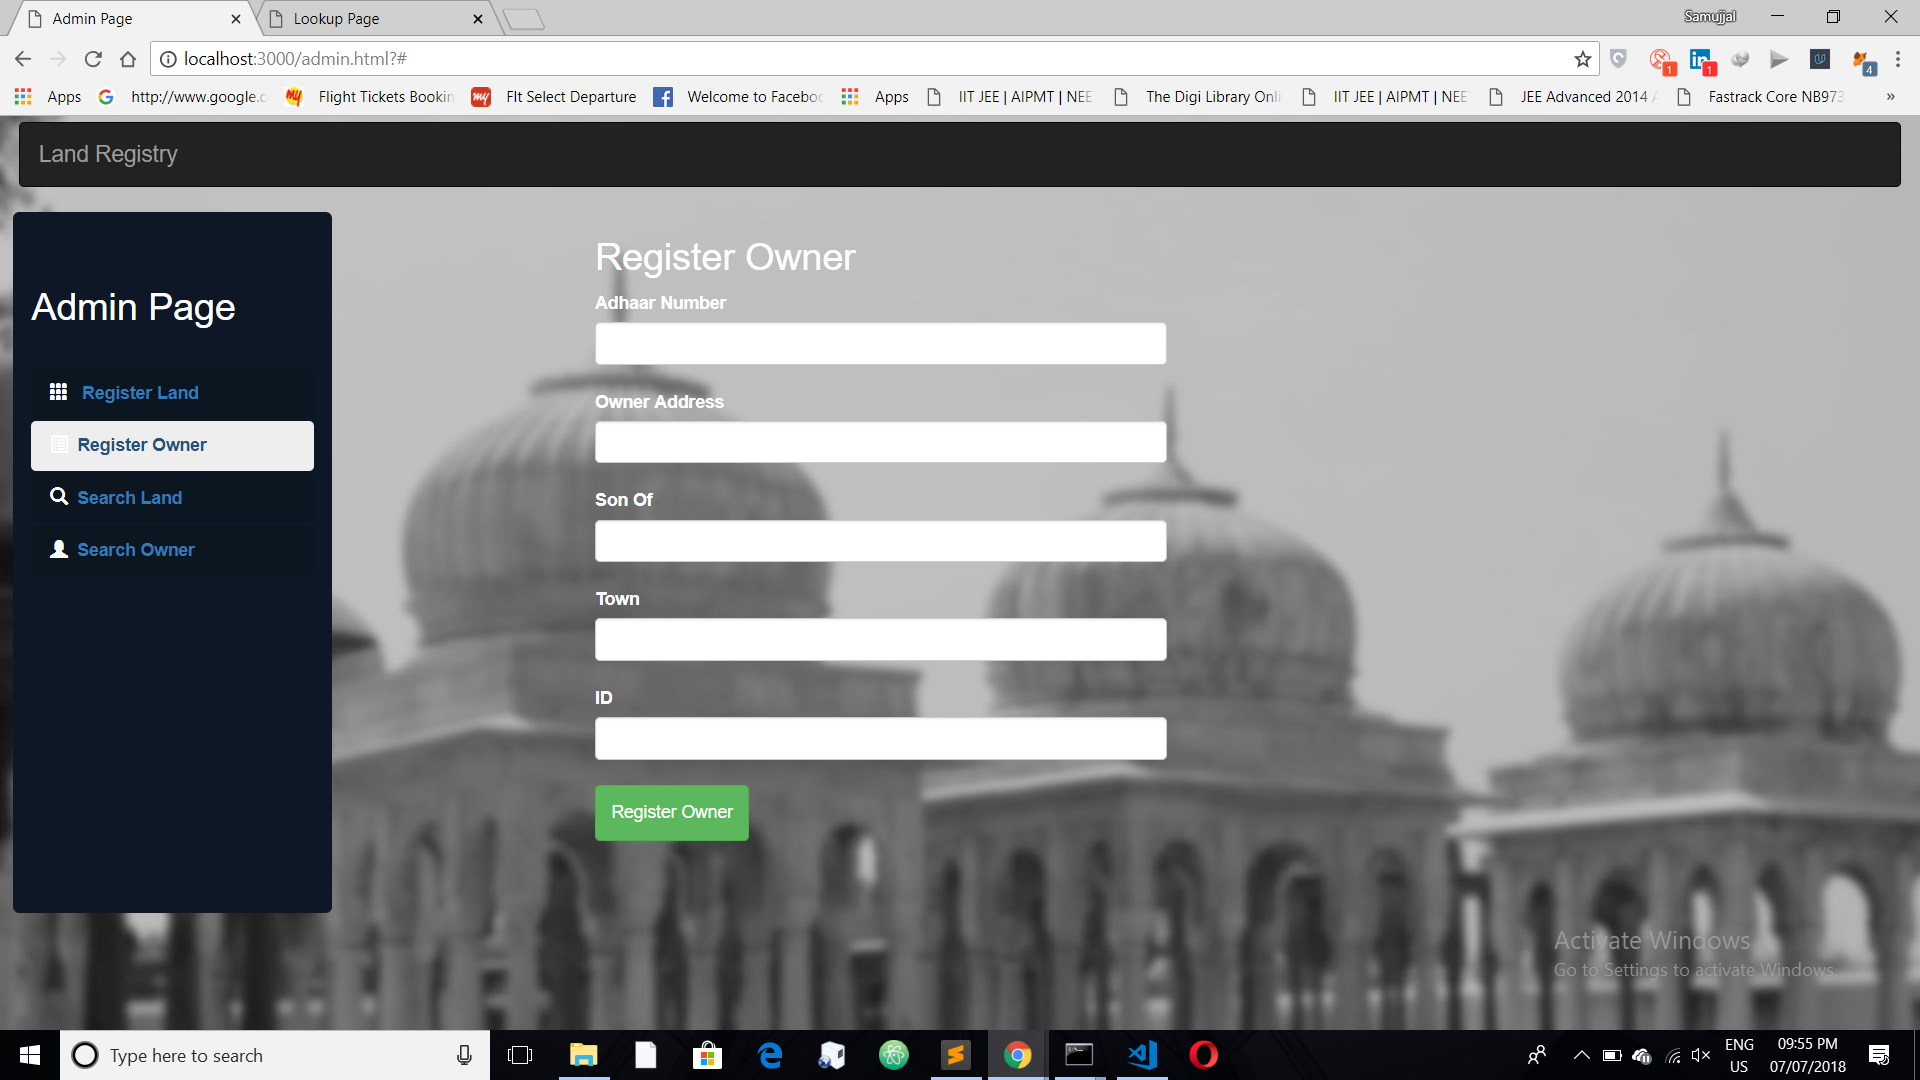 Admin Page
Lookup Page
Samujjal
localhost:3000/admin.html?#
1
1
4
Apps
http://www.google.c
Flight Tickets Bookin
Flt Select Departure
Welcome to Faceboo
Apps
IIT JEE | AIPMT | NEE
The Digi Library Onli
IIT JEE | AIPMT | NEE
JEE Advanced 2014 A
Fastrack Core NB973
»
Land Registry
Admin Page
Register Land
Register Owner
Search Land
Search Owner
Register Owner
Adhaar Number
Owner Address
Son Of
Town
ID
Register Owner
Activate Windows
Go to Settings to activate Windows.
Type here to search
ENG
US
09:55 PM
07/07/2018